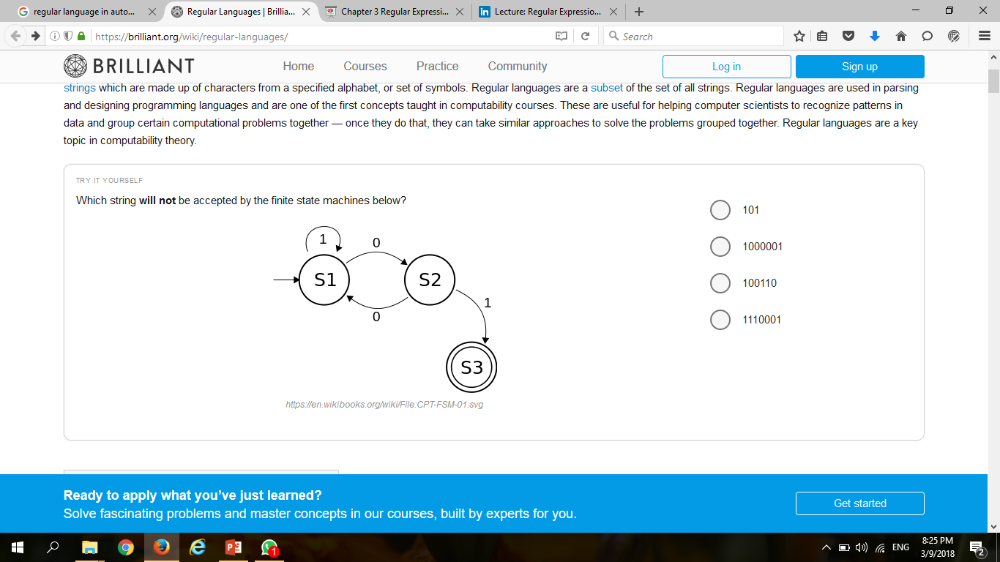 regular language in auto...
Regular Languages | Brillia...
Chapter 3 Regular Expressi...
Lecture: Regular Expressio...
https://brilliant.org/wiki/regular-languages/
Search
BRILLIANT
Home
Courses
Practice
Community
Log in
Sign up
strings which are made up of characters from a specified alphabet, or set of symbols. Regular languages are a subset of the set of all strings. Regular languages are used in parsing
and designing programming languages and are one of the first concepts taught in computability courses. These are useful for helping computer scientists to recognize patterns in
data and group certain computational problems together — once they do that, they can take similar approaches to solve the problems grouped together. Regular languages are a key
topic in computability theory.
TRY IT YOURSELF
Which string will not be accepted by the finite state machines below?
1
0
S1
S2
0
1
S3
https://en.wikibooks.org/wiki/File:CPT-FSM-01.svg
101
1000001
100110
1110001
Ready to apply what you've just learned?
Solve fascinating problems and master concepts in our courses, built by experts for you.
Get started
1
ENG
8:25 PM
3/9/2018
2